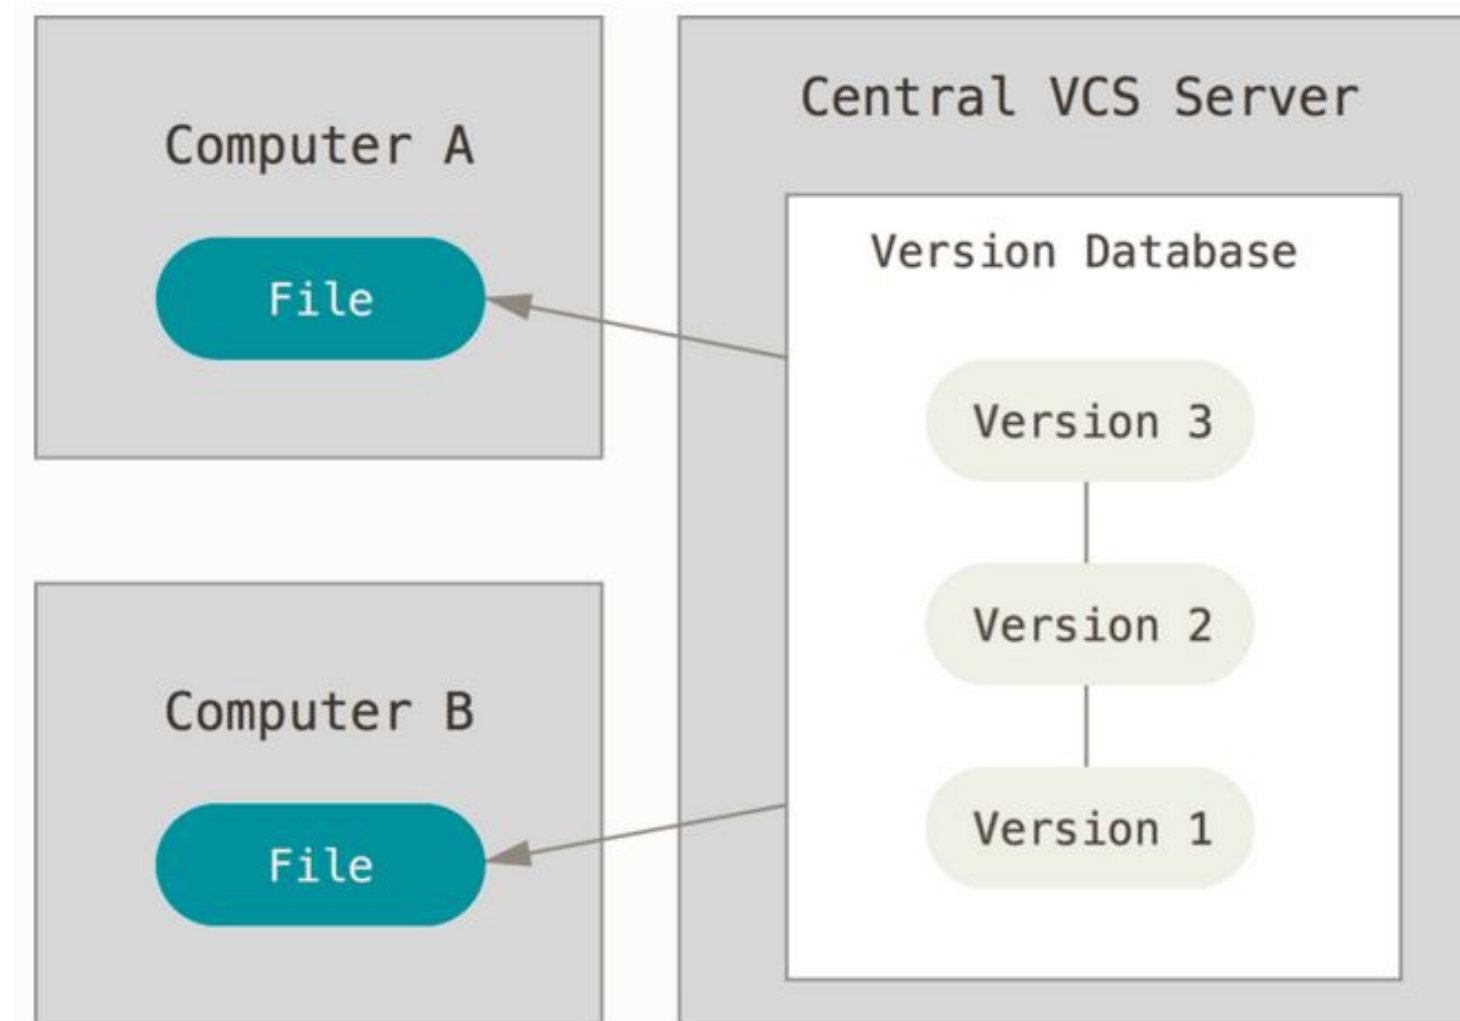 Computer A
File
Computer B
File
Central VCS Server
Version Database
Version 3
Version 2
Version 1